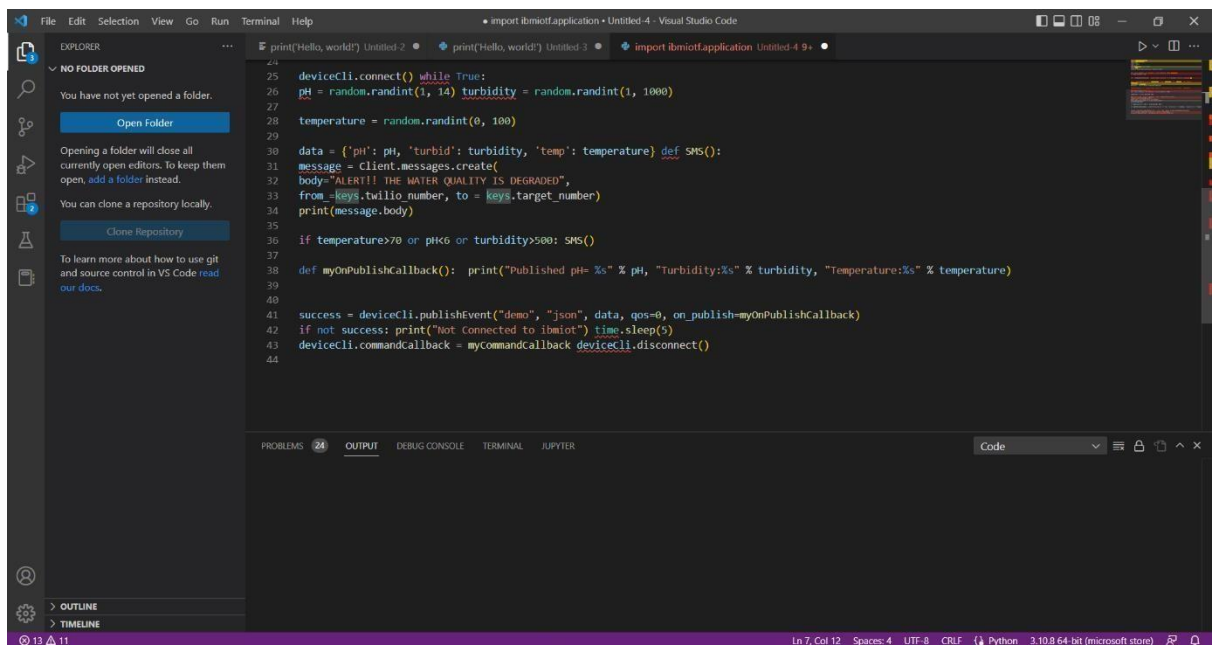 File Edit Selection View Go Run Terminal Help
• import ibmiotf.application • Untitled-4 - Visual Studio Code
EXPLORER
NO FOLDER OPENED
You have not yet opened a folder.
Open Folder
Opening a folder will close all
currently open editors. To keep them
open, add a folder instead.
You can clone a repository locally.
Clone Repository
To learn more about how to use git
and source control in VS Code read
our docs.
OUTLINE
TIMELINE
3
2
print('Hello, world!') Untitled-2 ● print('Hello, world!') Untitled-3 ● import ibmiotf.application Untitled-4 9+ ●
24
25 deviceCli.connect() while True:
26 pH = random.randint(1, 14) turbidity = random.randint(1, 1000)
27
28 temperature = random.randint(0, 100)
29
30 data = {'pH': pH, 'turbid': turbidity, 'temp': temperature} def SMS():
31 message = Client.messages.create(
32 body="ALERT!! THE WATER QUALITY IS DEGRADED",
33 from_=keys.twilio_number, to = keys.target_number)
34 print(message.body)
35
36 if temperature>70 or pH<6 or turbidity>500: SMS()
37
38 def myOnPublishCallback(): print("Published pH= %s" % pH, "Turbidity:%s" % turbidity, "Temperature:%s" % temperature)
39
40
41 success = deviceCli.publishEvent("demo", "json", data, qos=0, on_publish=myOnPublishCallback)
42 if not success: print("Not Connected to ibmiot") time.sleep(5)
43 deviceCli.commandCallback = myCommandCallback deviceCli.disconnect()
44
PROBLEMS 24 OUTPUT DEBUG CONSOLE TERMINAL JUPYTER
Code
13 11
Ln 7, Col 12 Spaces: 4 UTF-8 CRLF Python 3.10.8 64-bit (microsoft store)